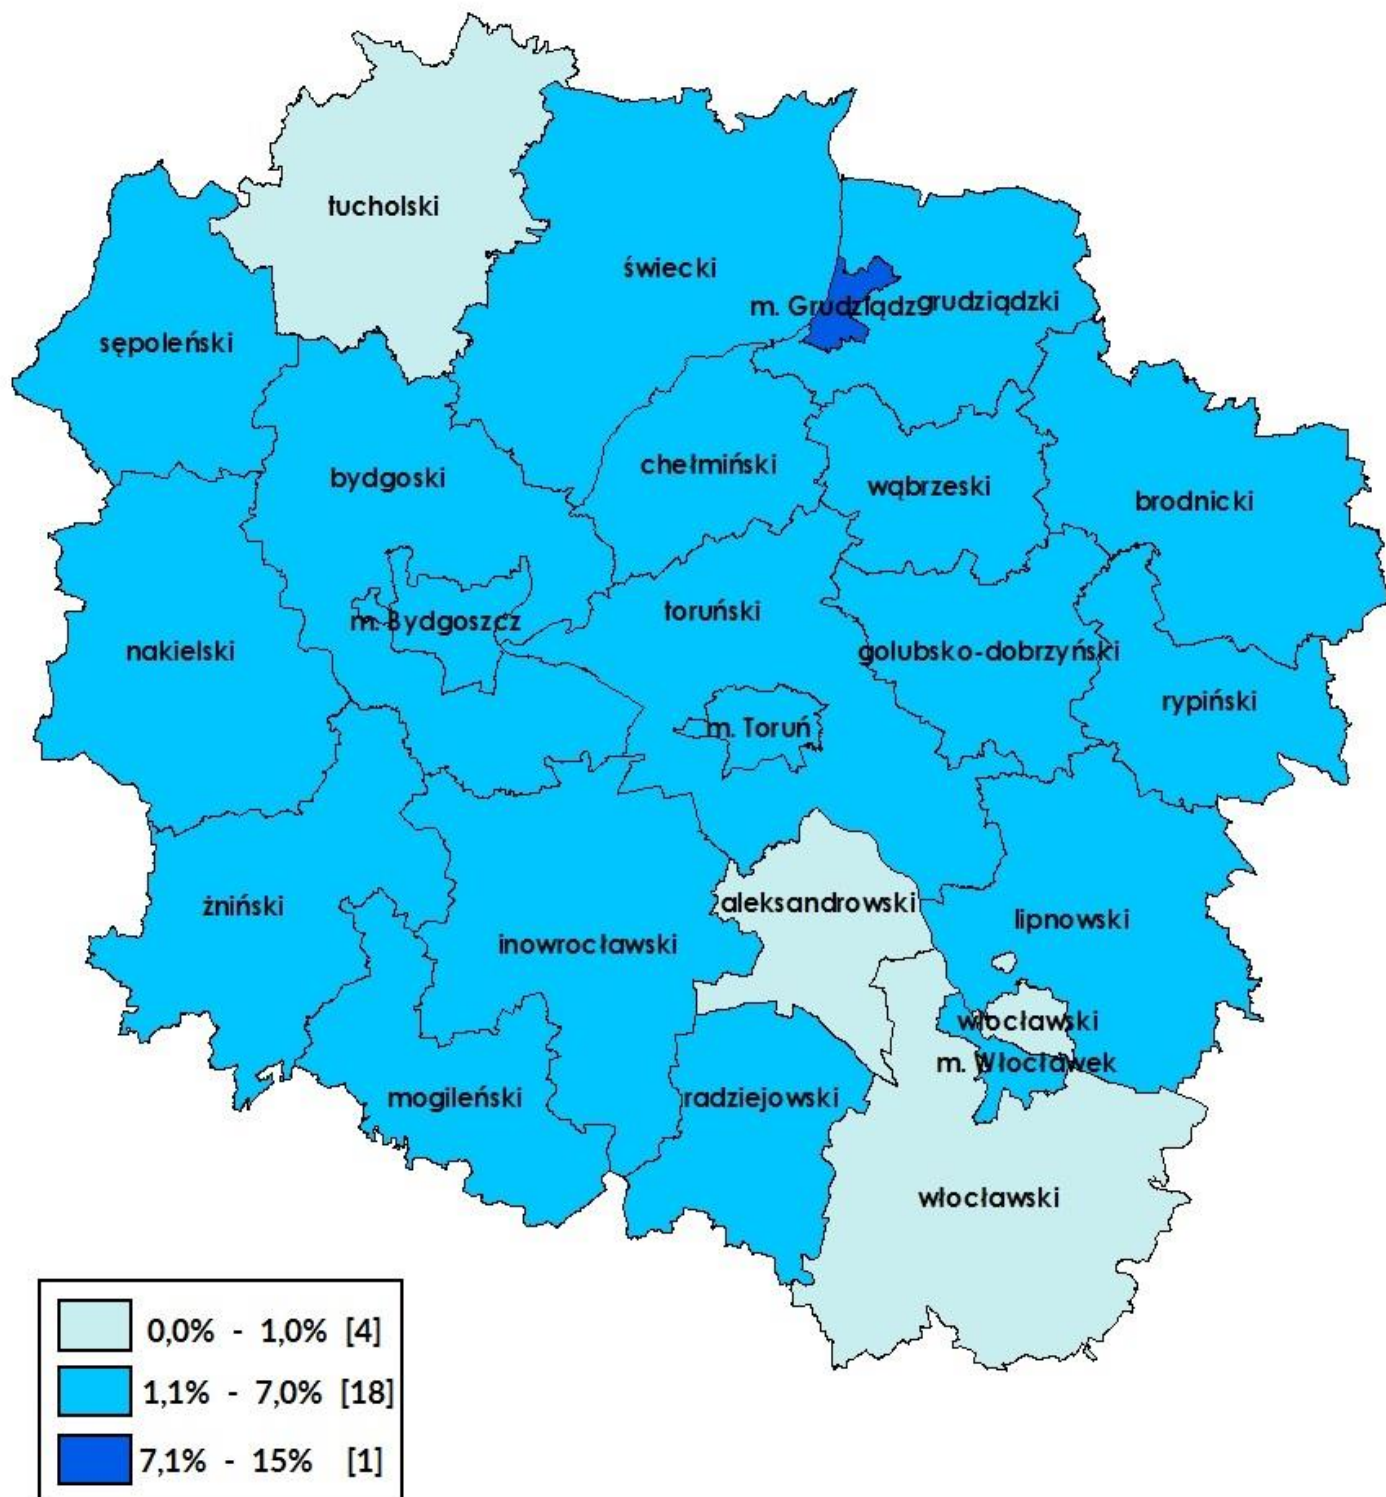 tucholski
świecki
m. Grudziądz
grudziądzki
sępoleński
chełmiński
bydgoski
wąbrzeski
brodnicki
toruński
m. Bydgoszcz
nakielski
golubsko-dobrzyński
rypiński
m. Toruń
żniński
aleksandrowski
lipnowski
inowrocławski
włocławski
m. Włocławek
mogileński
radziejowski
włocławski
0,0% - 1,0% [4]
1,1% - 7,0% [18]
7,1% - 15% [1]